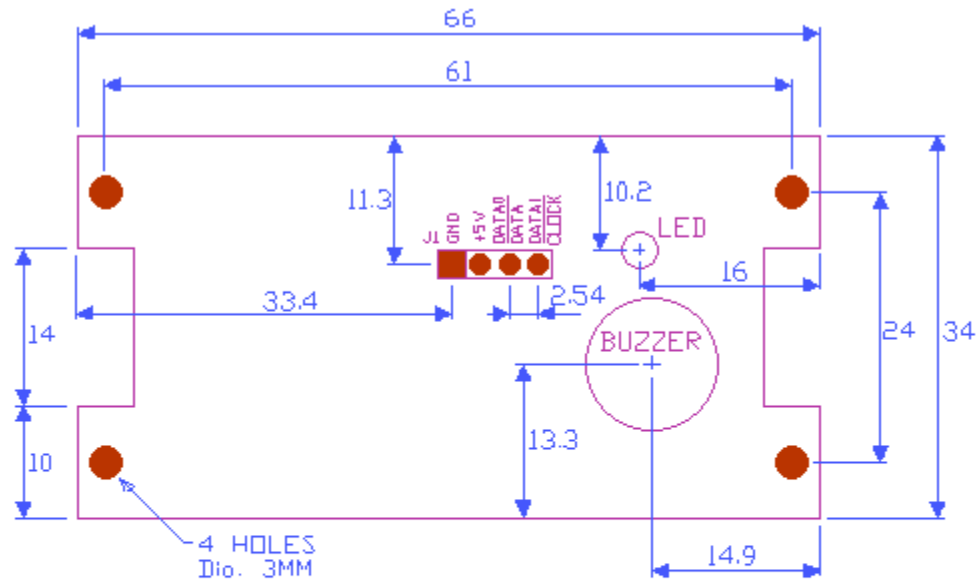 66
61
11.3
10.2
J1
GND
+5V
DATA0
DATA
DATA1
CLOCK
LED
16
33.4
2.54
14
BUZZER
24
34
13.3
10
4 HOLES
Dia. 3MM
14.9